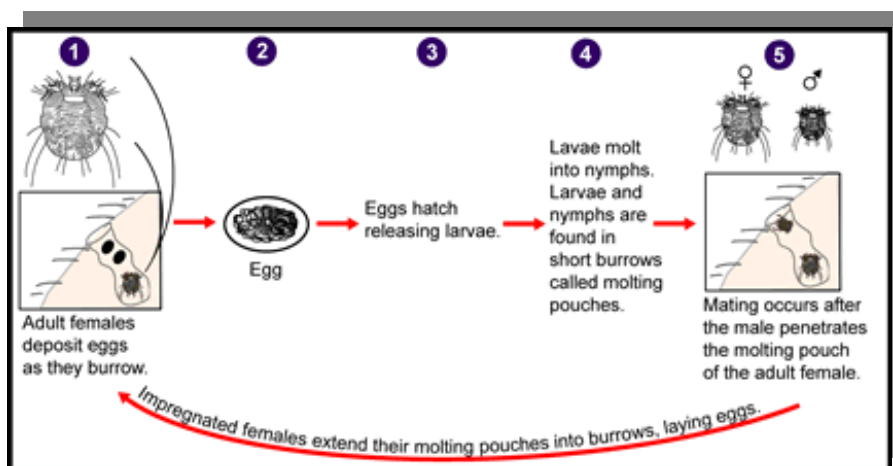 1
2
3
4
5
♀ ♂
Adult females
deposit eggs
as they burrow.
Egg
Eggs hatch
releasing larvae.
Lavae molt
into nymphs.
Larvae and
nymphs are
found in
short burrows
called molting
pouches.
Mating occurs after
the male penetrates
the molting pouch
of the adult female.
Impregnated females extend their molting pouches into burrows, laying eggs.